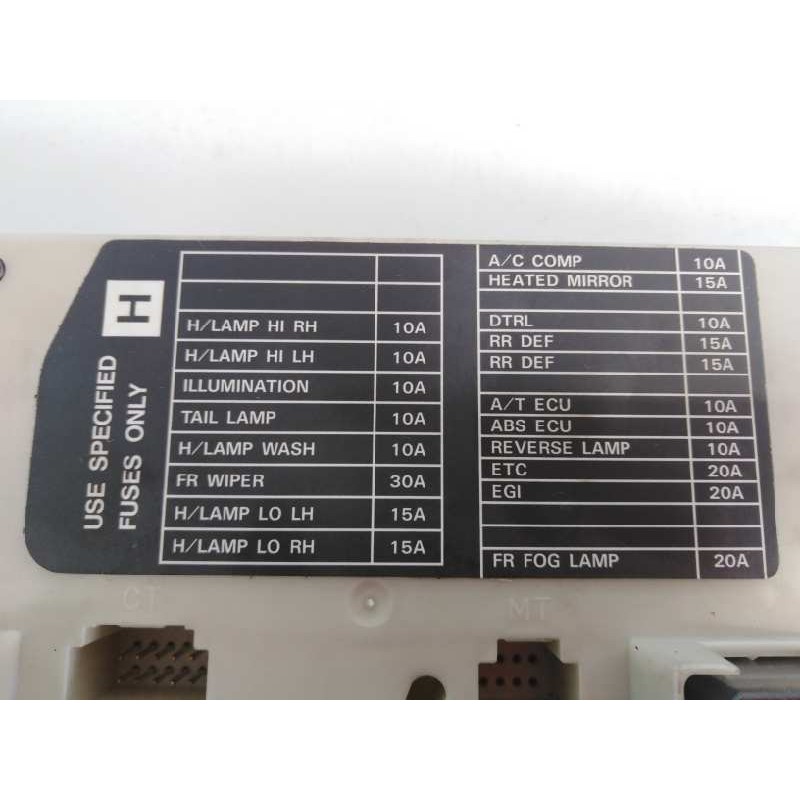 H
USE SPECIFIED
FUSES ONLY
H/LAMP HI RH 10A
H/LAMP HI LH 10A
ILLUMINATION 10A
TAIL LAMP 10A
H/LAMP WASH 10A
FR WIPER 30A
H/LAMP LO LH 15A
H/LAMP LO RH 15A
A/C COMP 10A
HEATED MIRROR 15A
DTRL 10A
RR DEF 15A
RR DEF 15A
A/T ECU 10A
ABS ECU 10A
REVERSE LAMP 10A
ETC 20A
EGI 20A
FR FOG LAMP 20A
CT
MT